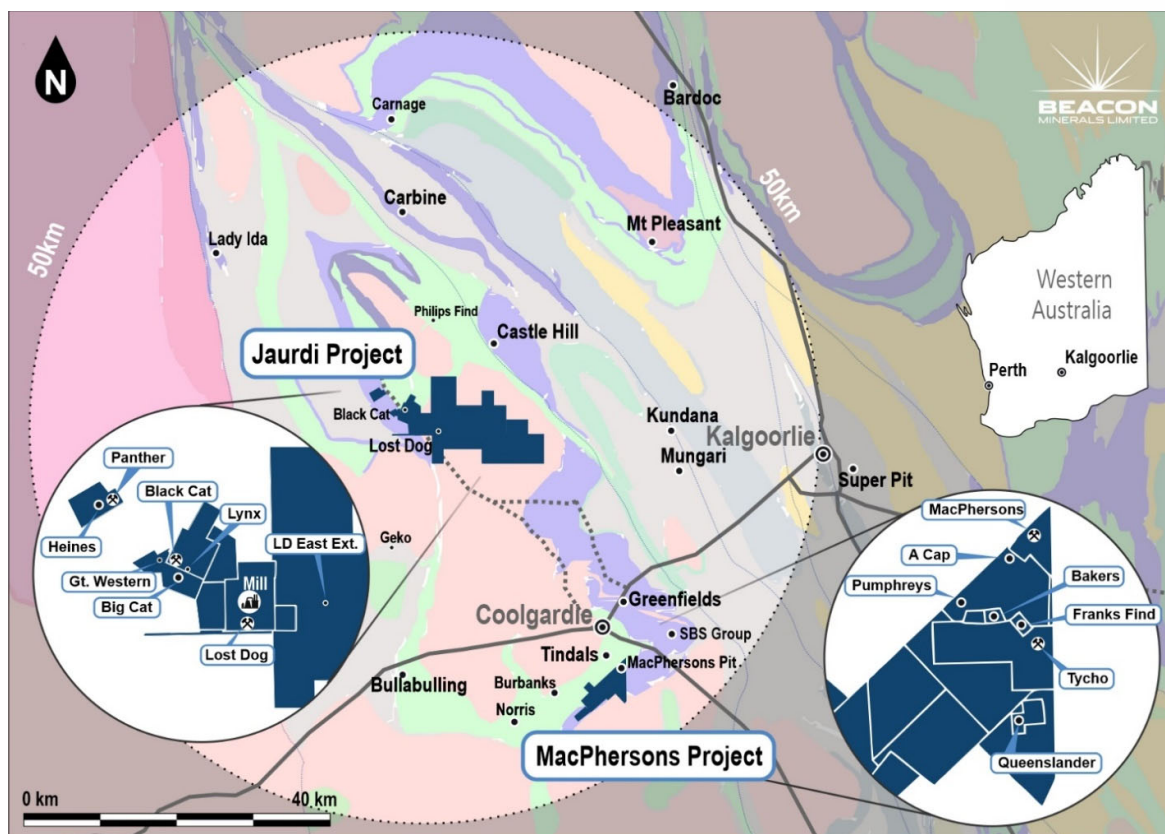 N
BEACON
MINERALS LIMITED
Carnage
Bardoc
50km
50km
Carbine
Mt Pleasant
Lady Ida
Western
Australia
Perth
Kalgoorlie
Philips Find
Castle Hill
Jaurdi Project
Black Cat
Lost Dog
Kundana
Kalgoorlie
Mungari
Super Pit
Panther
Black Cat
Lynx
Heines
LD East Ext.
Gt. Western
Big Cat
Mill
Lost Dog
Geko
MacPhersons
A Cap
Bakers
Pumphreys
Franks Find
Tycho
Queenslander
Greenfields
Coolgardie
SBS Group
Tindals
MacPhersons Pit
Bullabulling
Burbanks
Norris
MacPhersons Project
0 km
40 km